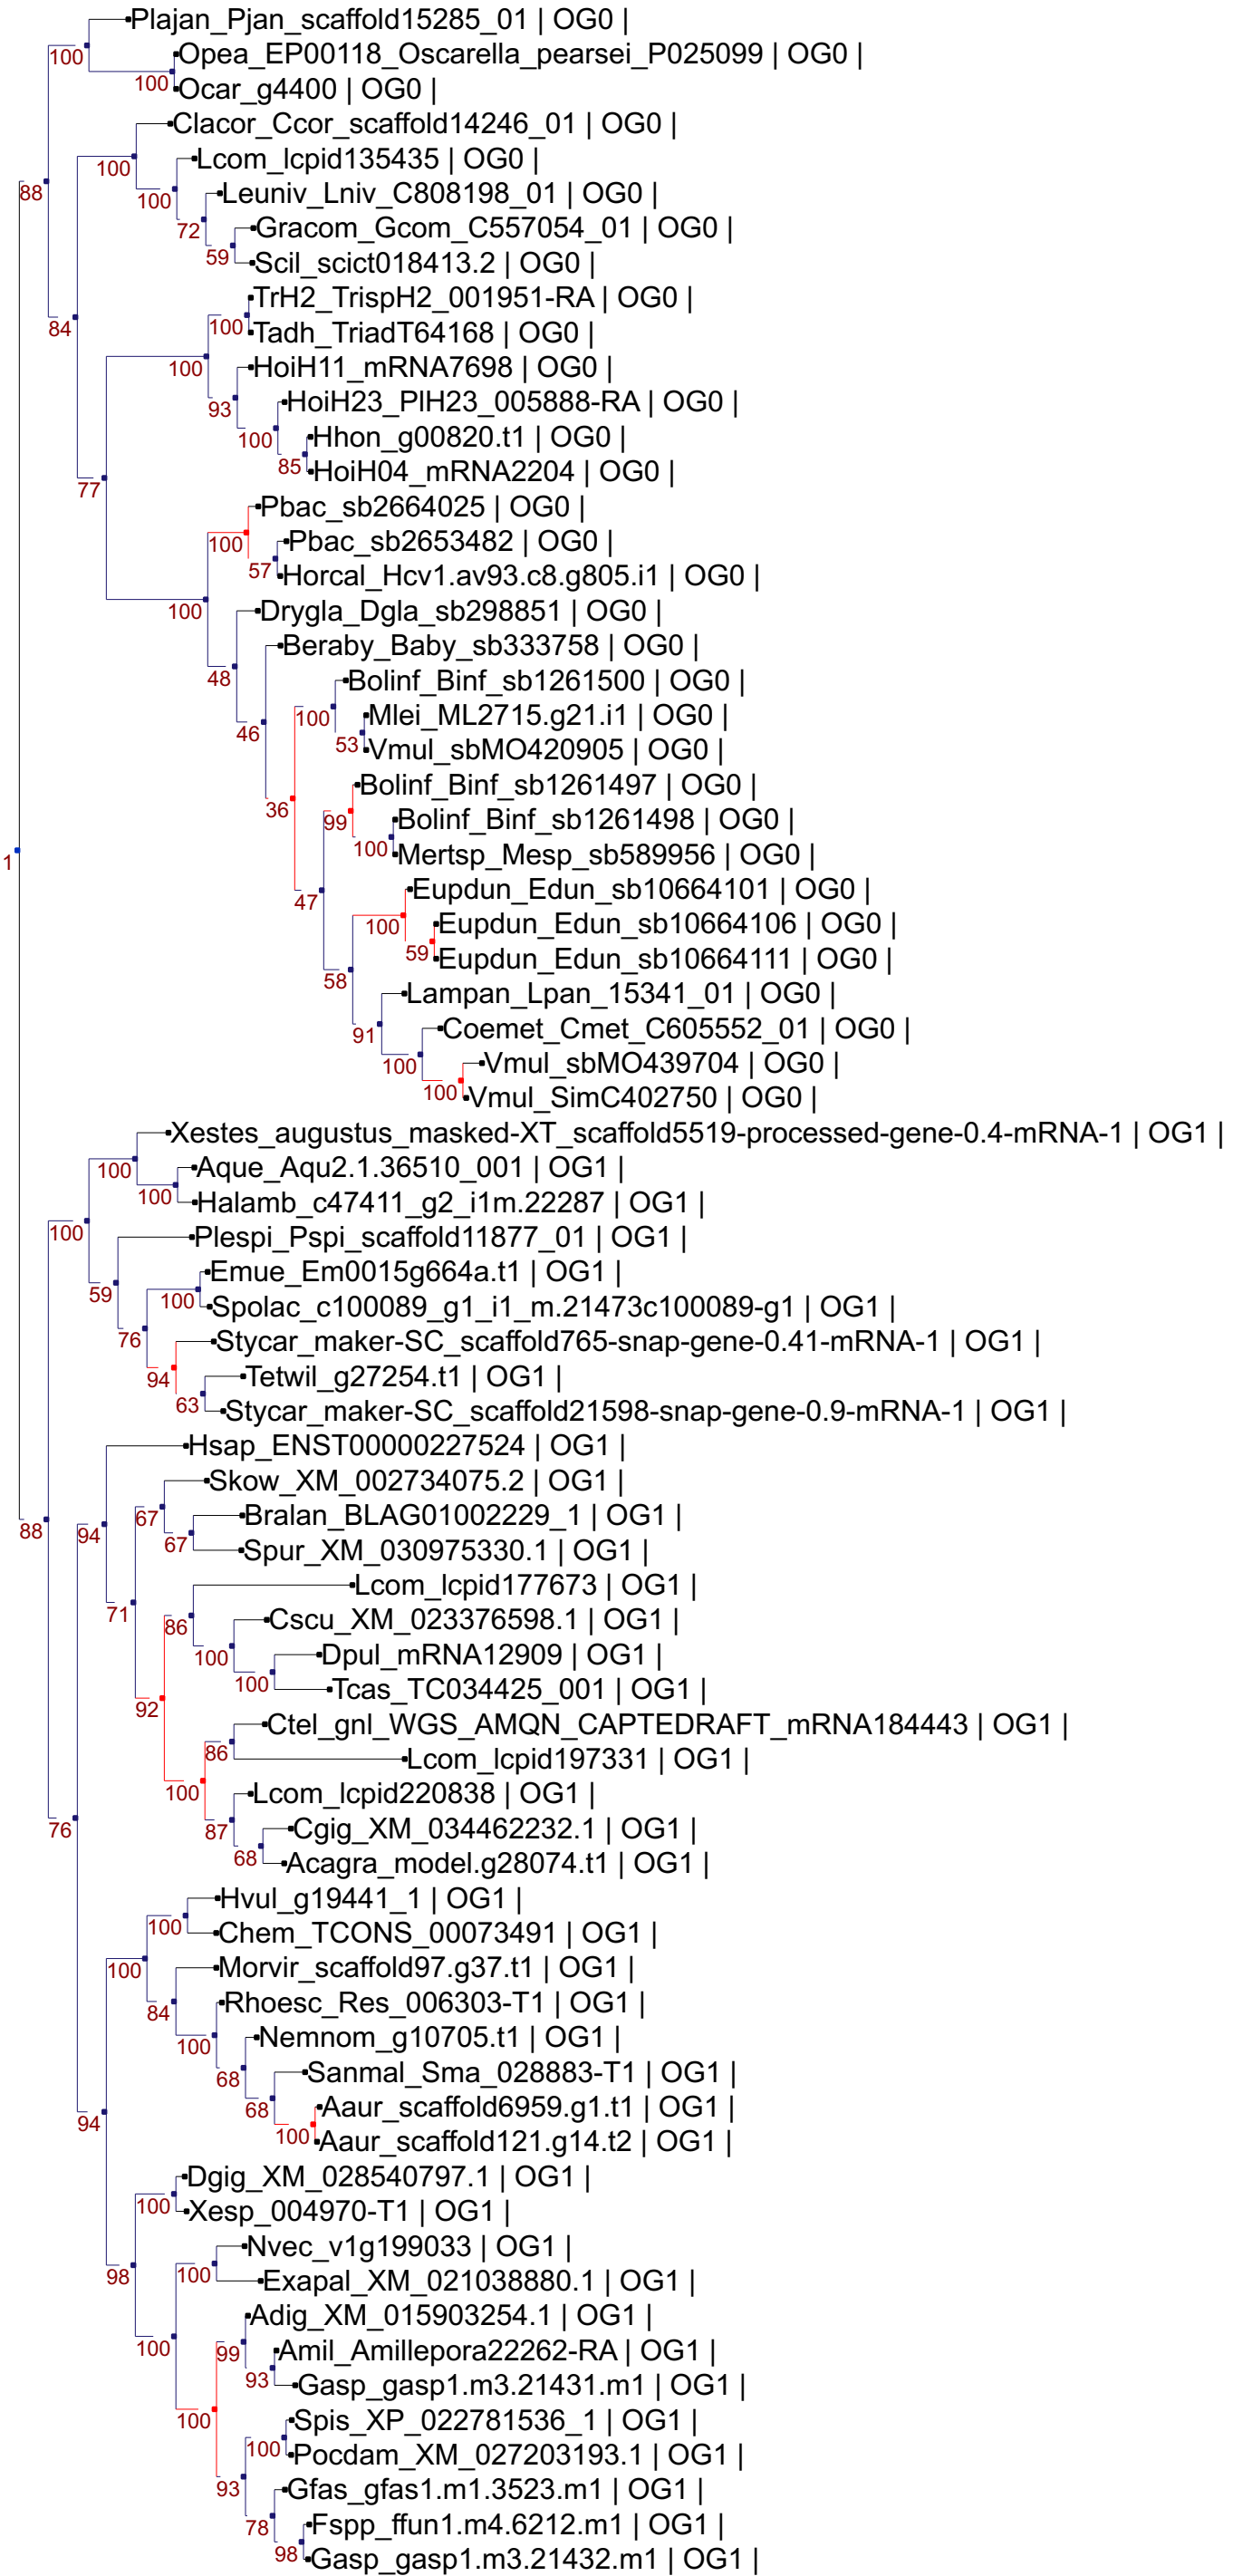 Plajan_Pjan_scaffold15285_01 | OG0 |
100
Opea_EP00118_Oscarella_pearsei_P025099 | OG0 |
100
Ocar_g4400 | OG0 |
Clacor_Ccor_scaffold14246_01 | OG0 |
100
Lcom_lcpid135435 | OG0 |
88
100
Leuniv_Lniv_C808198_01 | OG0 |
72
Gracom_Gcom_C557054_01 | OG0 |
59
Scil_scict018413.2 | OG0 |
TrH2_TrispH2_001951-RA | OG0 |
84
100
Tadh_TriadT64168 | OG0 |
100
HoiH11_mRNA7698 | OG0 |
93
HoiH23_PlH23_005888-RA | OG0 |
100
Hhon_g00820.t1 | OG0 |
85
HoiH04_mRNA2204 | OG0 |
77
Pbac_sb2664025 | OG0 |
100
Pbac_sb2653482 | OG0 |
57
Horcal_Hcv1.av93.c8.g805.i1 | OG0 |
100
Drygla_Dgla_sb298851 | OG0 |
Beraby_Baby_sb333758 | OG0 |
48
Bolinf_Binf_sb1261500 | OG0 |
100
Mlei_ML2715.g21.i1 | OG0 |
46
53
Vmul_sbMO420905 | OG0 |
Bolinf_Binf_sb1261497 | OG0 |
36
99
Bolinf_Binf_sb1261498 | OG0 |
100
Mertsp_Mesp_sb589956 | OG0 |
1
Eupdun_Edun_sb10664101 | OG0 |
47
100
Eupdun_Edun_sb10664106 | OG0 |
59
Eupdun_Edun_sb10664111 | OG0 |
58
Lampan_Lpan_15341_01 | OG0 |
91
Coemet_Cmet_C605552_01 | OG0 |
100
Vmul_sbMO439704 | OG0 |
100
Vmul_SimC402750 | OG0 |
Xestes_augustus_masked-XT_scaffold5519-processed-gene-0.4-mRNA-1 | OG1 |
100
Aque_Aqu2.1.36510_001 | OG1 |
100
Halamb_c47411_g2_i1m.22287 | OG1 |
100
Plespi_Pspi_scaffold11877_01 | OG1 |
Emue_Em0015g664a.t1 | OG1 |
59
100
Spolac_c100089_g1_i1_m.21473c100089-g1 | OG1 |
76
Stycar_maker-SC_scaffold765-snap-gene-0.41-mRNA-1 | OG1 |
94
Tetwil_g27254.t1 | OG1 |
63
Stycar_maker-SC_scaffold21598-snap-gene-0.9-mRNA-1 | OG1 |
Hsap_ENST00000227524 | OG1 |
Skow_XM_002734075.2 | OG1 |
88
94
67
Bralan_BLAG01002229_1 | OG1 |
67
Spur_XM_030975330.1 | OG1 |
Lcom_lcpid177673 | OG1 |
71
86
Cscu_XM_023376598.1 | OG1 |
100
Dpul_mRNA12909 | OG1 |
100
Tcas_TC034425_001 | OG1 |
92
Ctel_gnl_WGS_AMQN_CAPTEDRAFT_mRNA184443 | OG1 |
86
Lcom_lcpid197331 | OG1 |
100
Lcom_lcpid220838 | OG1 |
76
87
Cgig_XM_034462232.1 | OG1 |
68
Acagra_model.g28074.t1 | OG1 |
Hvul_g19441_1 | OG1 |
100
Chem_TCONS_00073491 | OG1 |
100
Morvir_scaffold97.g37.t1 | OG1 |
84
Rhoesc_Res_006303-T1 | OG1 |
100
Nemnom_g10705.t1 | OG1 |
68
Sanmal_Sma_028883-T1 | OG1 |
68
Aaur_scaffold6959.g1.t1 | OG1 |
94
100
Aaur_scaffold121.g14.t2 | OG1 |
Dgig_XM_028540797.1 | OG1 |
100
Xesp_004970-T1 | OG1 |
Nvec_v1g199033 | OG1 |
98
100
Exapal_XM_021038880.1 | OG1 |
Adig_XM_015903254.1 | OG1 |
100
99
Amil_Amillepora22262-RA | OG1 |
93
Gasp_gasp1.m3.21431.m1 | OG1 |
100
Spis_XP_022781536_1 | OG1 |
100
Pocdam_XM_027203193.1 | OG1 |
93
Gfas_gfas1.m1.3523.m1 | OG1 |
78
Fspp_ffun1.m4.6212.m1 | OG1 |
98
Gasp_gasp1.m3.21432.m1 | OG1 |